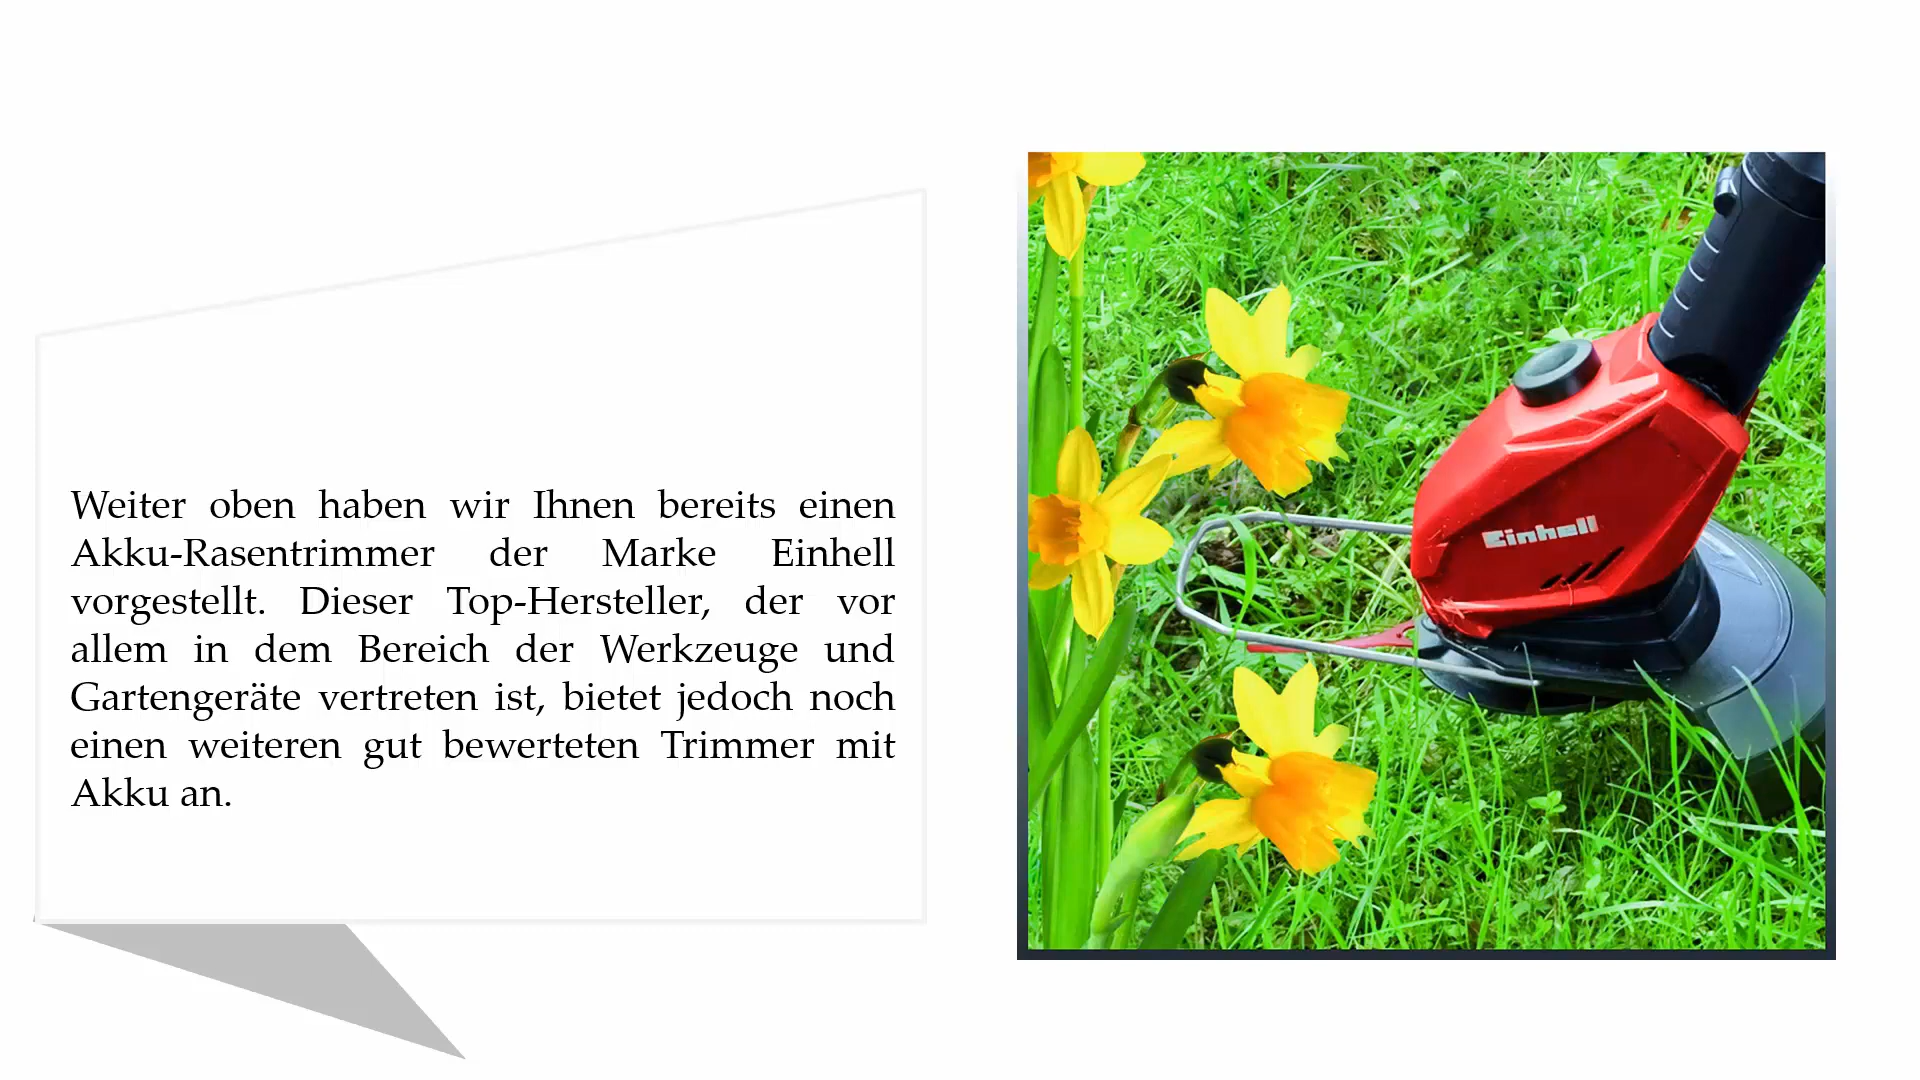 Weiter oben haben wir Ihnen bereits einen
Akku-Rasentrimmer der Marke Einhell
vorgestellt. Dieser Top-Hersteller, der vor
allem in dem Bereich der Werkzeuge und
Gartengeräte vertreten ist, bietet jedoch noch
einen weiteren gut bewerteten Trimmer mit
Akku an.
Einhell